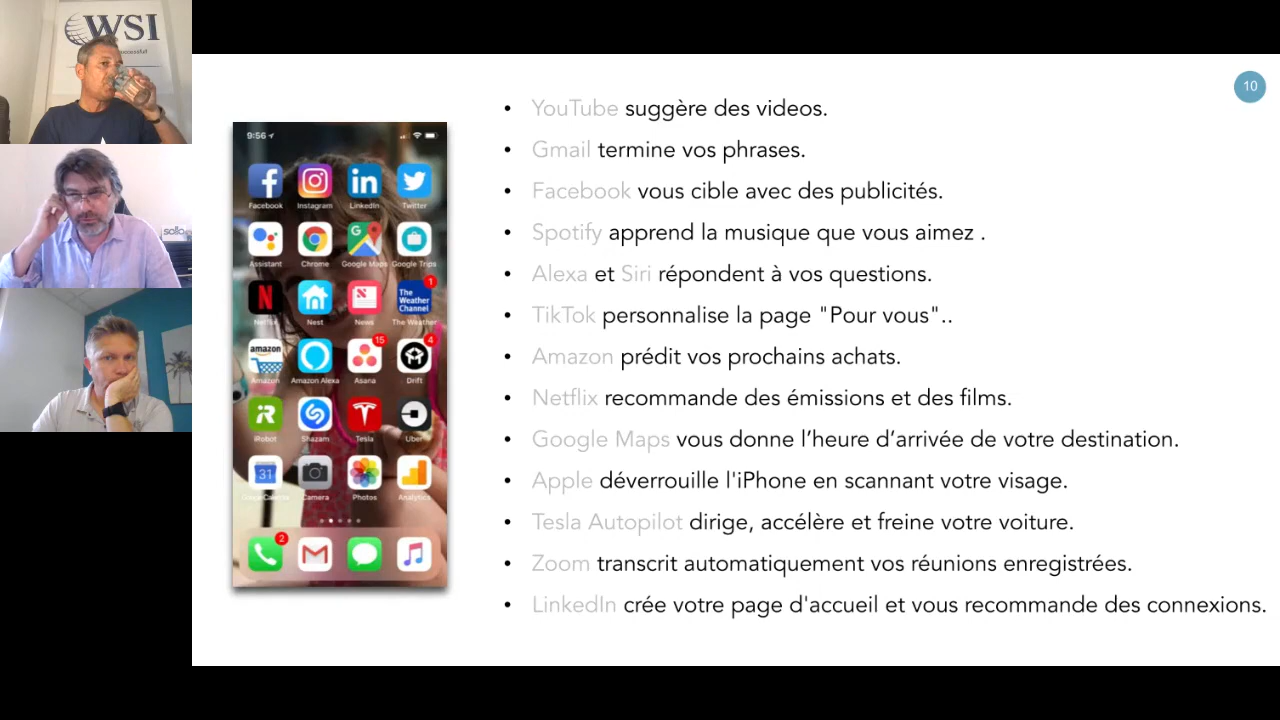 WSI
sollo
10
9:56
Facebook
Instagram
LinkedIn
Twitter
Assistant
Chrome
Google Maps
Google Trips
Netflix
Nest
News
The Weather Channel
1
The Weather
amazon
15
4
Amazon
Amazon Alexa
Asana
Drift
iRobot
Shazam
Tesla
Uber
31
Camera
Photos
Analytics
2
• YouTube suggère des videos.
• Gmail termine vos phrases.
• Facebook vous cible avec des publicités.
• Spotify apprend la musique que vous aimez .
• Alexa et Siri répondent à vos questions.
• TikTok personnalise la page "Pour vous"..
• Amazon prédit vos prochains achats.
• Netflix recommande des émissions et des films.
• Google Maps vous donne l’heure d’arrivée de votre destination.
• Apple déverrouille l'iPhone en scannant votre visage.
• Tesla Autopilot dirige, accélère et freine votre voiture.
• Zoom transcrit automatiquement vos réunions enregistrées.
• LinkedIn crée votre page d'accueil et vous recommande des connexions.